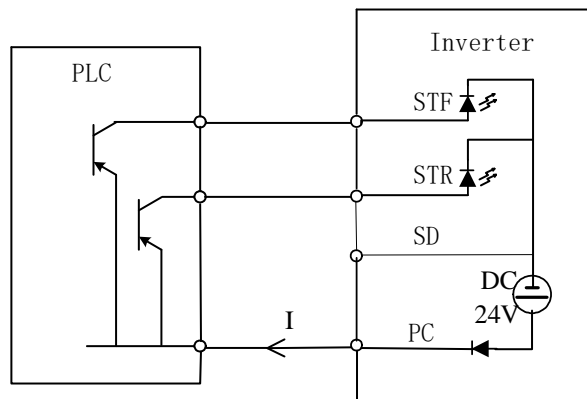 Inverter
PLC
STF
STR
SD
DC
24V
I
PC